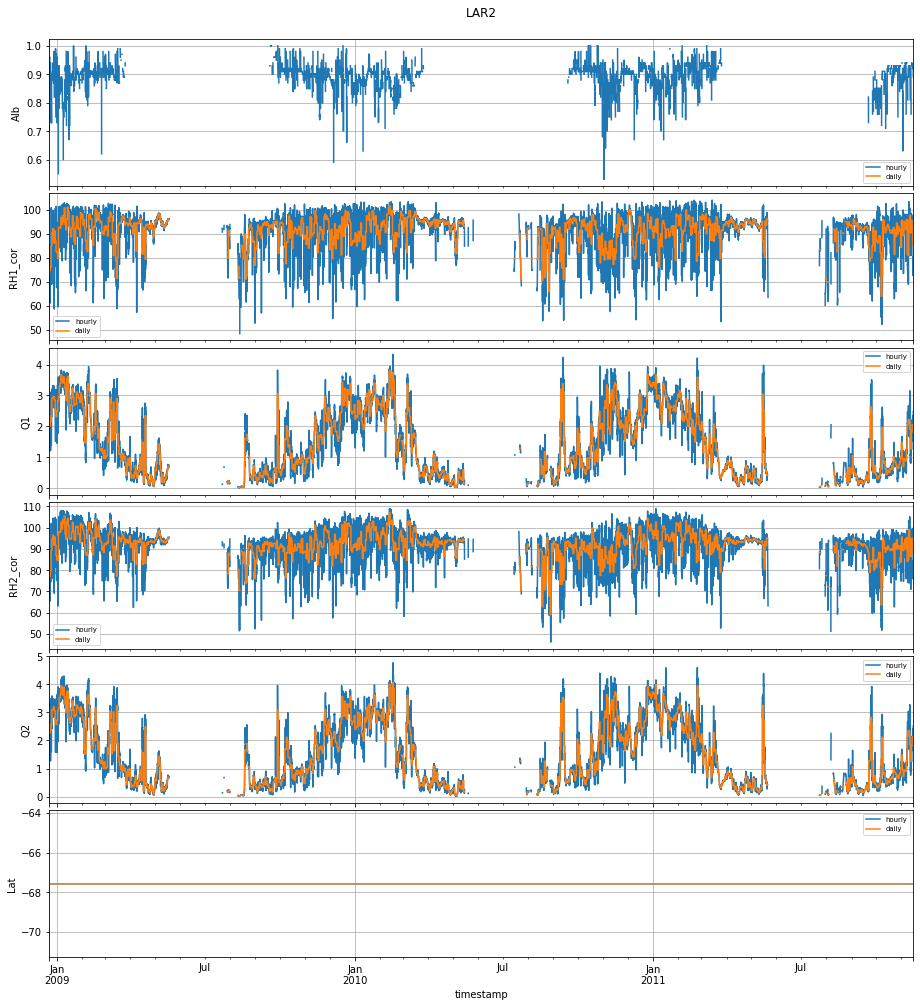 LAR2
1.0
0.9
0.8
0.7
0.6
Alb
hourly
daily
100
90
80
70
60
50
RH1_cor
hourly
daily
4
3
2
1
0
Q1
hourly
daily
110
100
90
80
70
60
50
RH2_cor
hourly
daily
5
4
3
2
1
0
Q2
hourly
daily
−64
−66
−68
−70
Lat
hourly
daily
Jan Jul Jan Jul Jan Jul
2009 2010 2011
timestamp